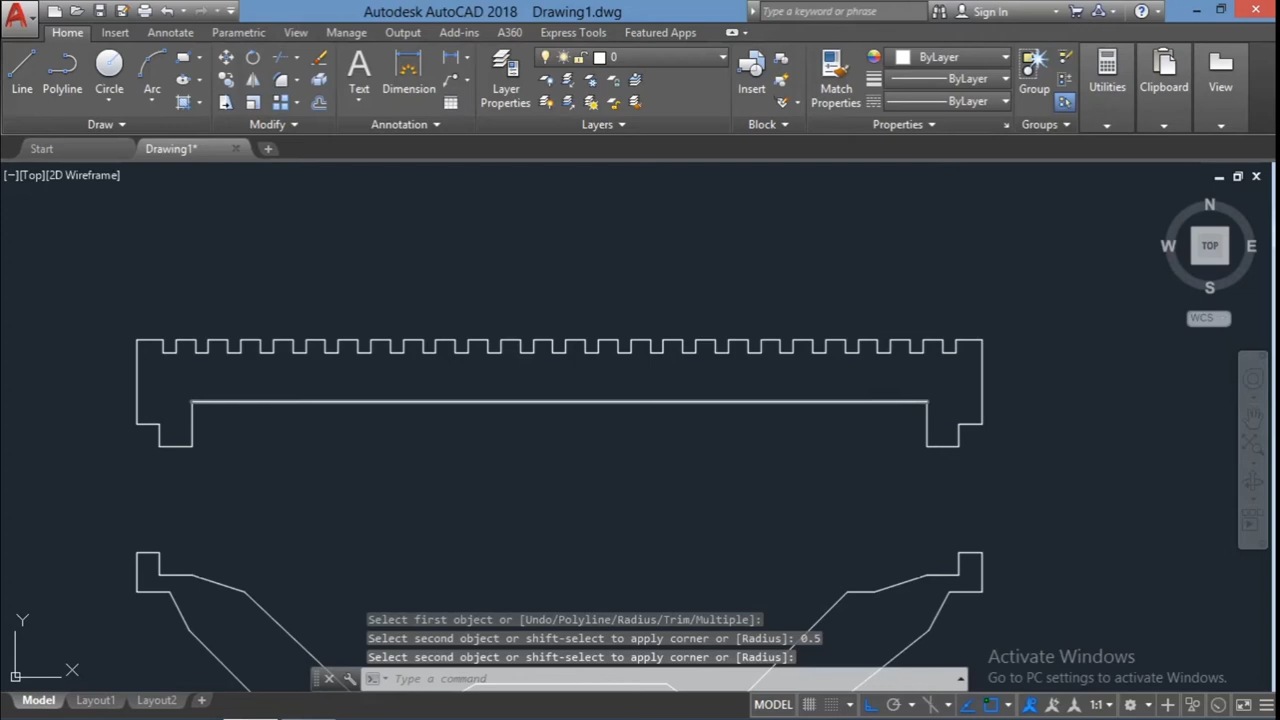 Autodesk AutoCAD 2018 Drawing1.dwg
Type a keyword or phrase
Sign In
Home Insert Annotate Parametric View Manage Output Add-ins A360 Express Tools Featured Apps
0
ByLayer
ByLayer
ByLayer
Line Polyline Circle Arc
Text Dimension
Layer Properties
Insert
Match Properties
Group
Utilities
Clipboard
View
Draw Modify Annotation Layers Block Properties Groups
Start Drawing1* +
[−][Top][2D Wireframe]
N
W TOP E
S
WCS
Select first object or [Undo/Polyline/Radius/Trim/Multiple]:
Select second object or shift-select to apply corner or [Radius]: 0.5
Select second object or shift-select to apply corner or [Radius]:
Type a command
Y
X
Activate Windows
Go to PC settings to activate Windows.
Model Layout1 Layout2 +
MODEL 1:1